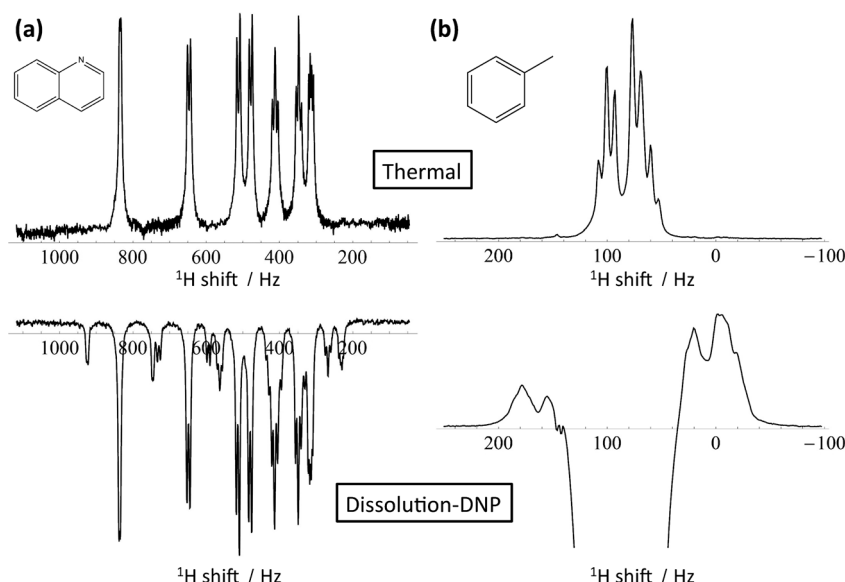 (a)
(b)
N
Thermal
1000 800 600 400 200
¹H shift / Hz
200 100 0 −100
¹H shift / Hz
1000 800 600 400 200
200 100 0 −100
Dissolution-DNP
¹H shift / Hz
¹H shift / Hz